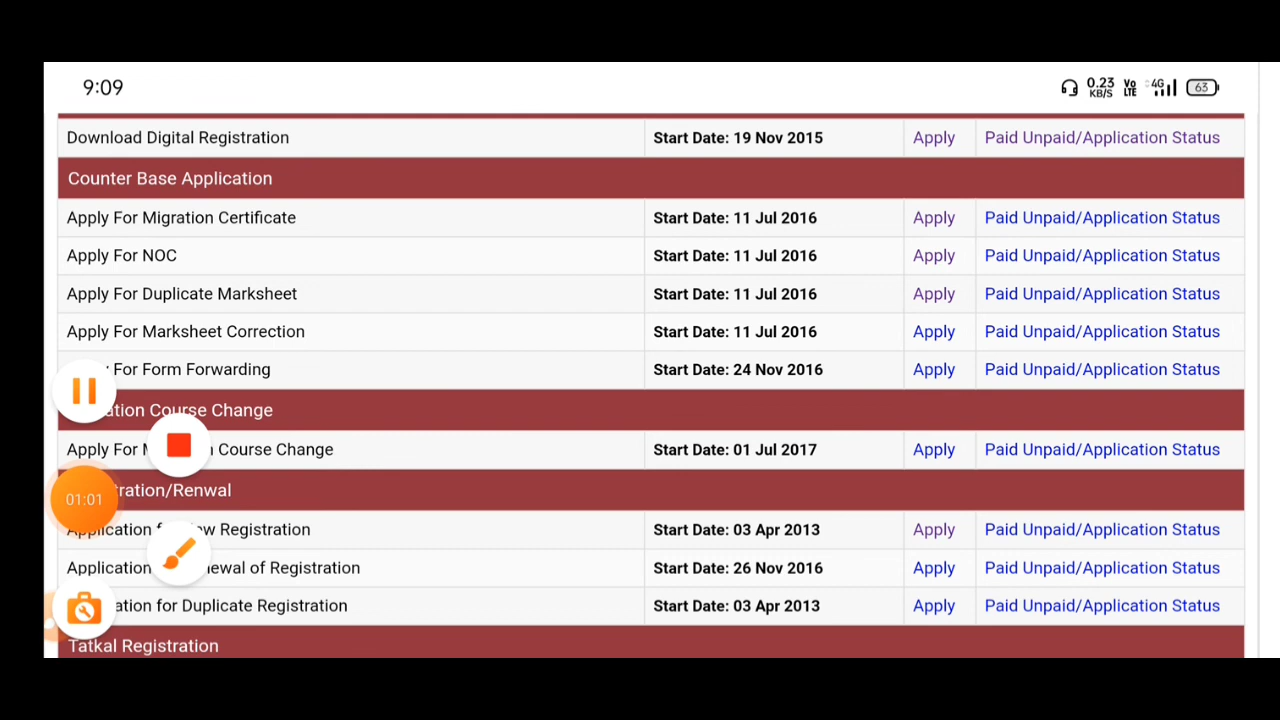 9:09
0.23 KB/S Vo LTE 4G 63
Download Digital Registration Start Date: 19 Nov 2015 Apply Paid Unpaid/Application Status
Counter Base Application
Apply For Migration Certificate Start Date: 11 Jul 2016 Apply Paid Unpaid/Application Status
Apply For NOC Start Date: 11 Jul 2016 Apply Paid Unpaid/Application Status
Apply For Duplicate Marksheet Start Date: 11 Jul 2016 Apply Paid Unpaid/Application Status
Apply For Marksheet Correction Start Date: 11 Jul 2016 Apply Paid Unpaid/Application Status
For Form Forwarding Start Date: 24 Nov 2016 Apply Paid Unpaid/Application Status
Course Change
Apply For Course Change Start Date: 01 Jul 2017 Apply Paid Unpaid/Application Status
/Renwal
01:01
Registration Start Date: 03 Apr 2013 Apply Paid Unpaid/Application Status
Application of Registration Start Date: 26 Nov 2016 Apply Paid Unpaid/Application Status
for Duplicate Registration Start Date: 03 Apr 2013 Apply Paid Unpaid/Application Status
Tatkal Registration